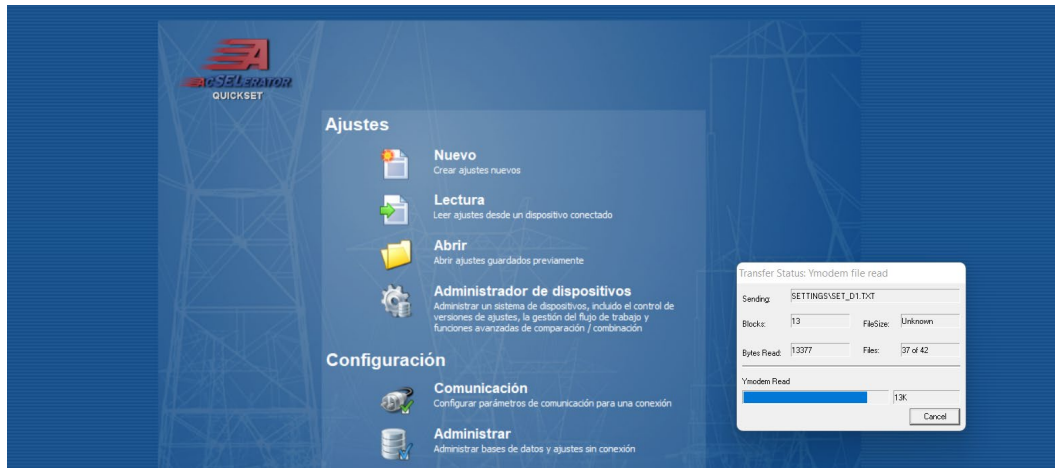 acSELerator
QUICKSET
Ajustes
Nuevo
Crear ajustes nuevos
Lectura
Leer ajustes desde un dispositivo conectado
Abrir
Abrir ajustes guardados previamente
Administrador de dispositivos
Administrar un sistema de dispositivos, incluido el control de
versiones de ajustes, la gestión del flujo de trabajo y
funciones avanzadas de comparación / combinación
Configuración
Comunicación
Configurar parámetros de comunicación para una conexión
Administrar
Administrar bases de datos y ajustes sin conexión
Transfer Status: Ymodem file read
Sending: SETTINGS\SET_D1.TXT
Blocks: 13 FileSize: Unknown
Bytes Read: 13377 Files: 37 of 42
Ymodem Read
13K
Cancel